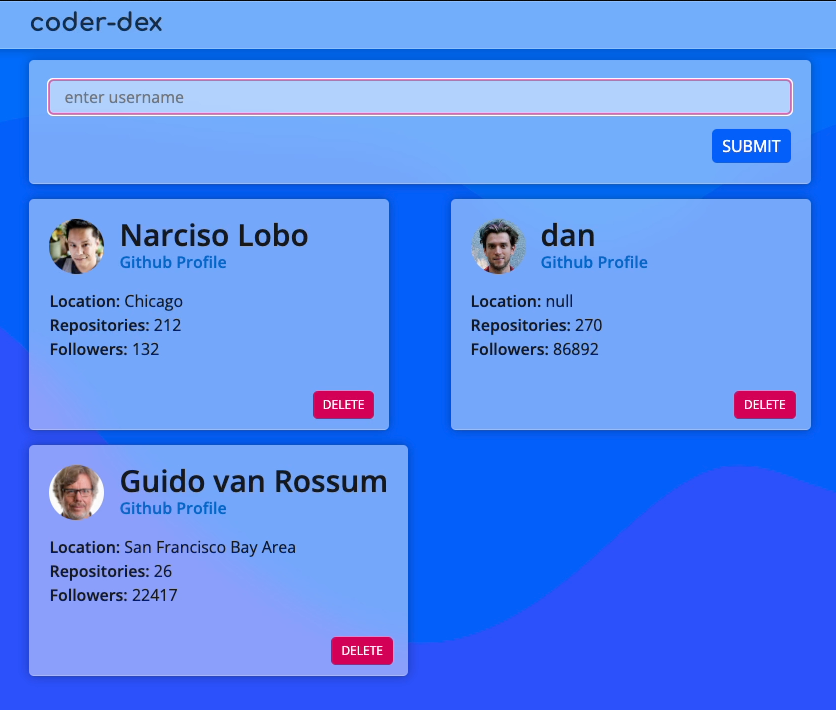 coder-dex
enter username
SUBMIT
Narciso Lobo
Github Profile
Location: Chicago
Repositories: 212
Followers: 132
DELETE
dan
Github Profile
Location: null
Repositories: 270
Followers: 86892
DELETE
Guido van Rossum
Github Profile
Location: San Francisco Bay Area
Repositories: 26
Followers: 22417
DELETE